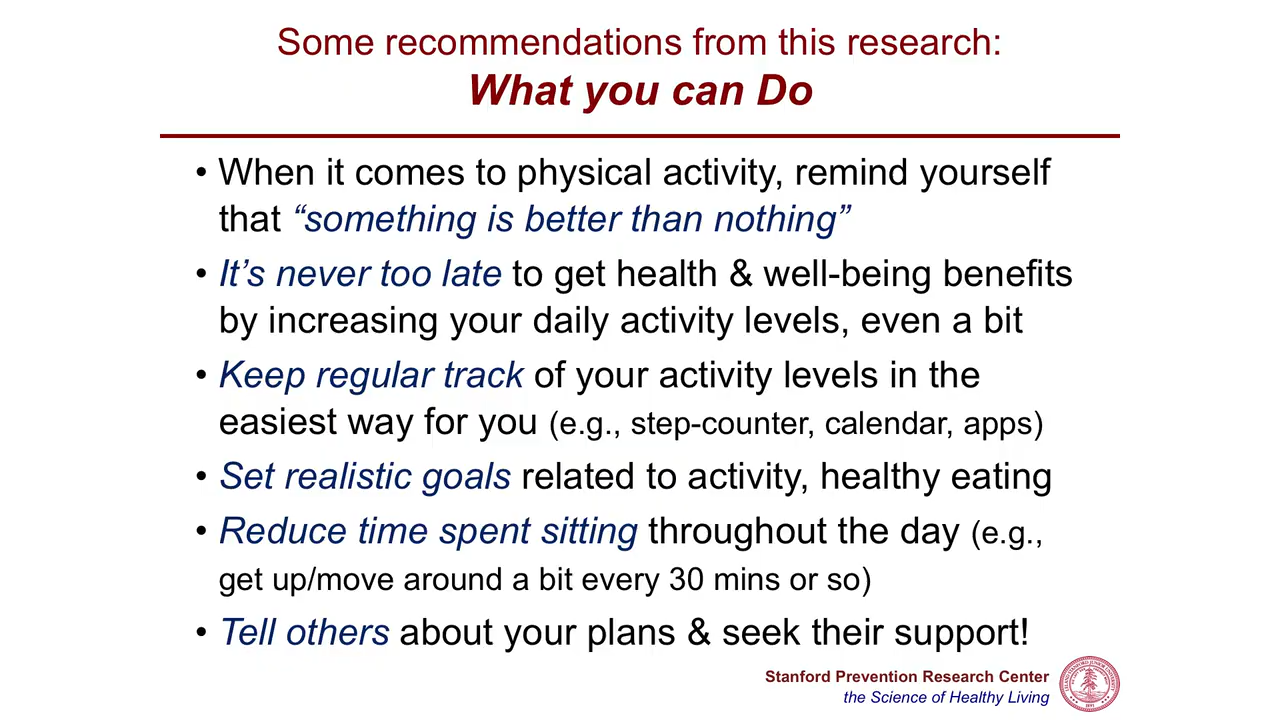 Some recommendations from this research:
What you can Do
• When it comes to physical activity, remind yourself
that “something is better than nothing”
• It’s never too late to get health & well-being benefits
by increasing your daily activity levels, even a bit
• Keep regular track of your activity levels in the
easiest way for you (e.g., step-counter, calendar, apps)
• Set realistic goals related to activity, healthy eating
• Reduce time spent sitting throughout the day (e.g.,
get up/move around a bit every 30 mins or so)
• Tell others about your plans & seek their support!
Stanford Prevention Research Center
the Science of Healthy Living